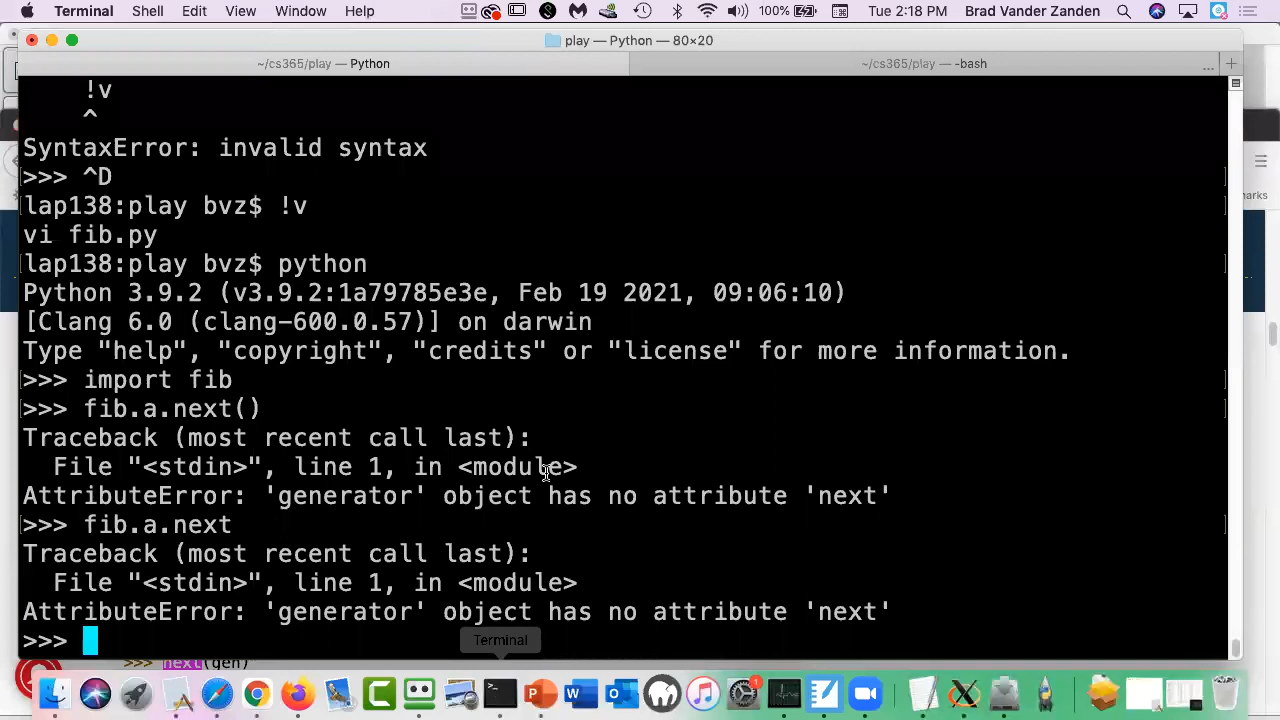 Terminal Shell Edit View Window Help 100% Tue 2:18 PM Brad Vander Zanden
play — Python — 80×20
~/cs365/play — Python ~/cs365/play — -bash ...
!v
^
SyntaxError: invalid syntax
>>> ^D
lap138:play bvz$ !v
vi fib.py
lap138:play bvz$ python
Python 3.9.2 (v3.9.2:1a79785e3e, Feb 19 2021, 09:06:10)
[Clang 6.0 (clang-600.0.57)] on darwin
Type "help", "copyright", "credits" or "license" for more information.
>>> import fib
>>> fib.a.next()
Traceback (most recent call last):
File "<stdin>", line 1, in <module>
AttributeError: 'generator' object has no attribute 'next'
>>> fib.a.next
Traceback (most recent call last):
File "<stdin>", line 1, in <module>
AttributeError: 'generator' object has no attribute 'next'
>>>
Terminal
>>> next(gen)